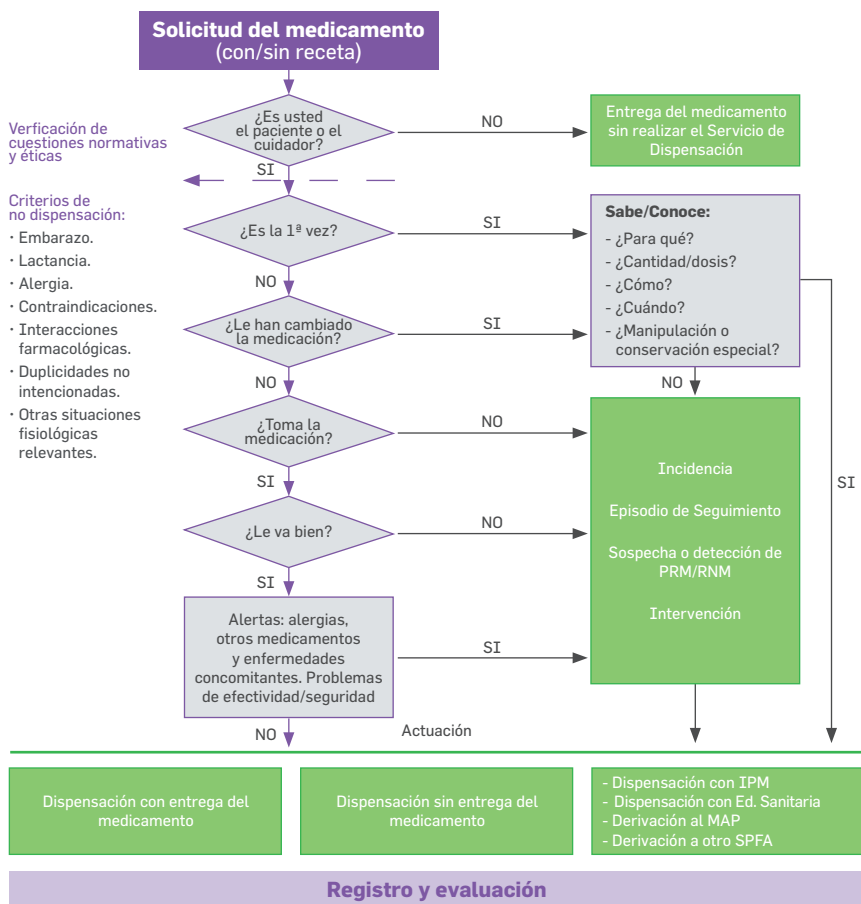 Solicitud del medicamento
(con/sin receta)
¿Es usted
el paciente o el
cuidador?
NO
Entrega del medicamento
sin realizar el Servicio de
Dispensación
Verficación de
cuestiones normativas
y éticas
SI
Criterios de
no dispensación:
· Embarazo.
· Lactancia.
· Alergia.
· Contraindicaciones.
· Interacciones
farmacológicas.
· Duplicidades no
intencionadas.
· Otras situaciones
fisiológicas
relevantes.
¿Es la 1ª vez?
SI
Sabe/Conoce:
- ¿Para qué?
- ¿Cantidad/dosis?
- ¿Cómo?
- ¿Cuándo?
- ¿Manipulación o
conservación especial?
NO
¿Le han cambiado
la medicación?
SI
NO
NO
¿Toma la
medicación?
NO
SI
¿Le va bien?
NO
SI
Incidencia
Episodio de Seguimiento
Sospecha o detección de
PRM/RNM
Intervención
SI
Alertas: alergias,
otros medicamentos
y enfermedades
concomitantes. Problemas
de efectividad/seguridad
SI
NO
Actuación
Dispensación con entrega del
medicamento
Dispensación sin entrega del
medicamento
- Dispensación con IPM
- Dispensación con Ed. Sanitaria
- Derivación al MAP
- Derivación a otro SPFA
Registro y evaluación